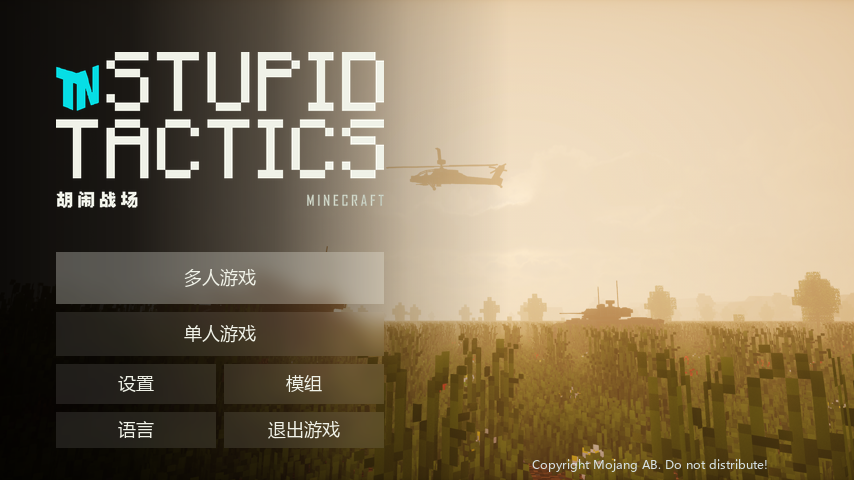 TN STUPID
TACTICS
胡闹战场 MINECRAFT
多人游戏
单人游戏
设置 模组
语言 退出游戏
Copyright Mojang AB. Do not distribute!